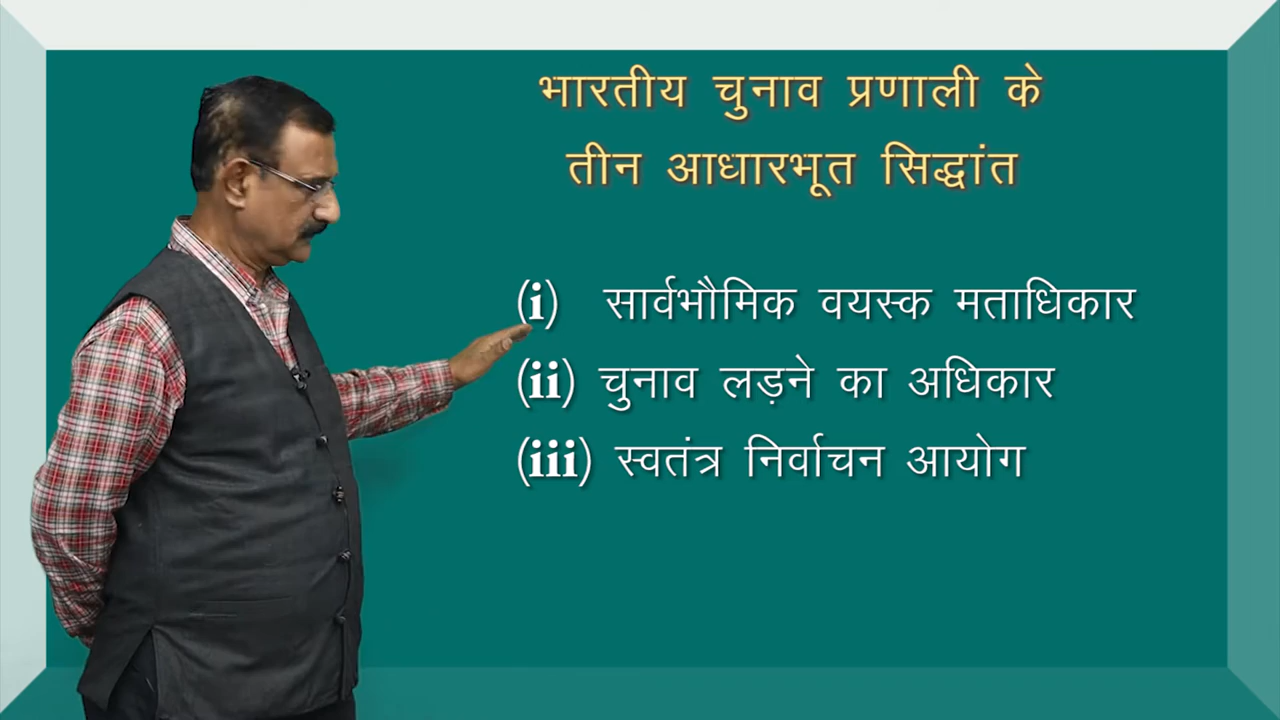 भारतीय चुनाव प्रणाली के
तीन आधारभूत सिद्धांत
(i) सार्वभौमिक वयस्क मताधिकार
(ii) चुनाव लड़ने का अधिकार
(iii) स्वतंत्र निर्वाचन आयोग